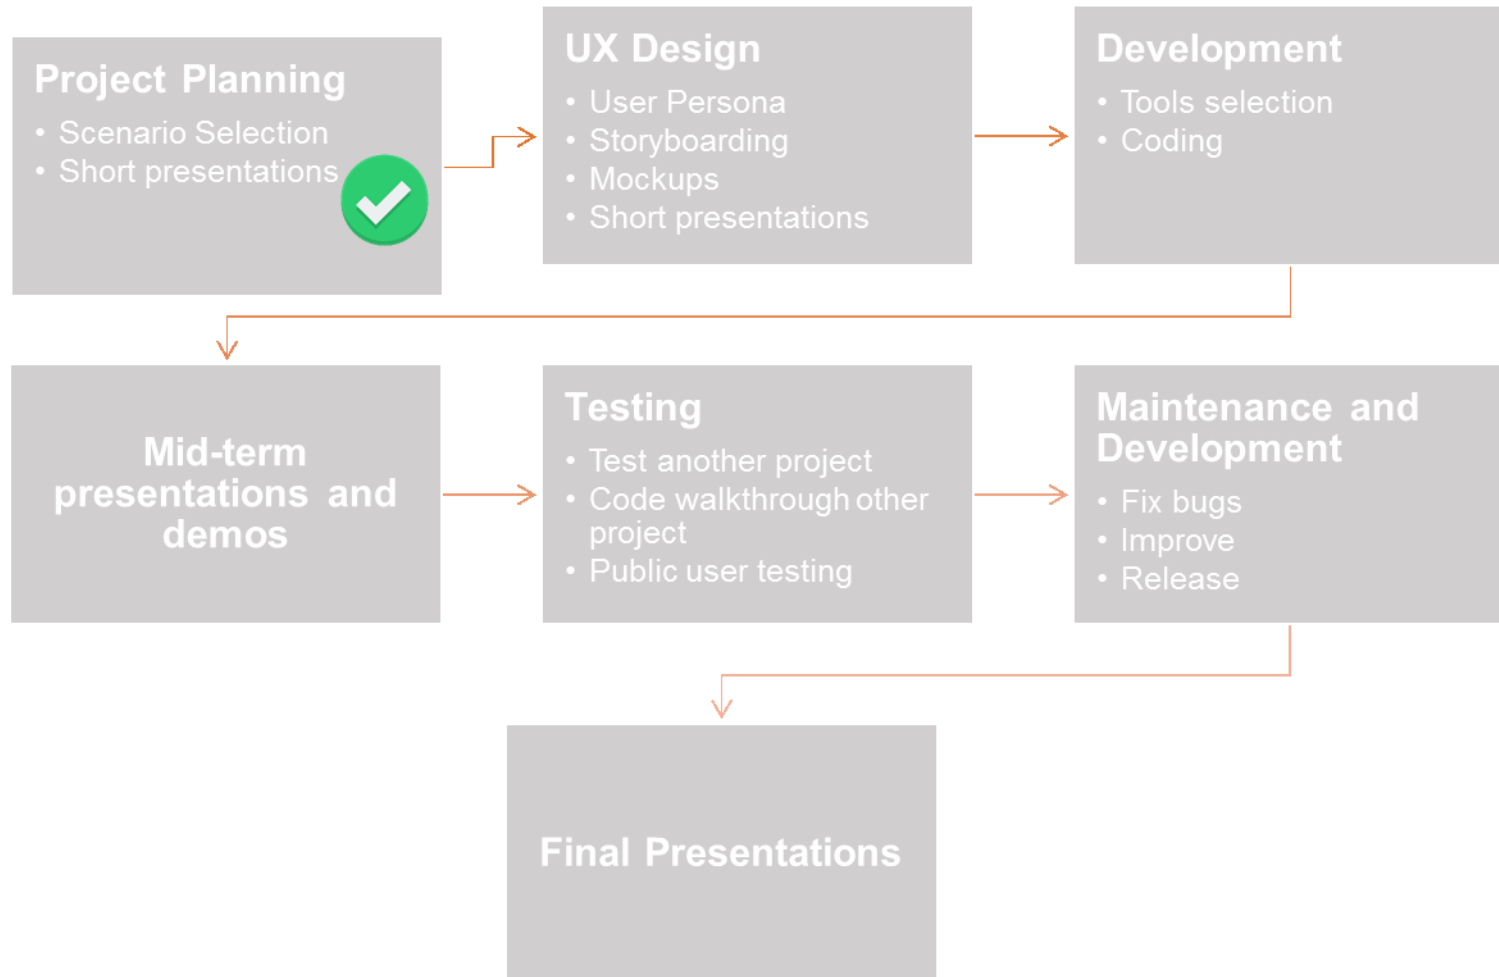 Project Planning
• Scenario Selection
• Short presentations
UX Design
• User Persona
• Storyboarding
• Mockups
• Short presentations
Development
• Tools selection
• Coding
Mid-term
presentations and
demos
Testing
• Test another project
• Code walkthrough other
project
• Public user testing
Maintenance and
Development
• Fix bugs
• Improve
• Release
Final Presentations